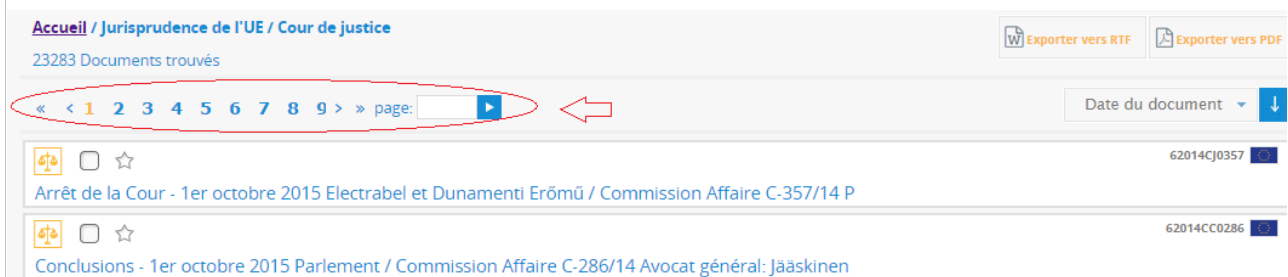 Accueil / Jurisprudence de l'UE / Cour de justice
Exporter vers RTF
Exporter vers PDF
23283 Documents trouvés
« < 1 2 3 4 5 6 7 8 9 > » page:
Date du document
62014CJ0357
Arrêt de la Cour - 1er octobre 2015 Electrabel et Dunamenti Erőmű / Commission Affaire C-357/14 P
62014CC0286
Conclusions - 1er octobre 2015 Parlement / Commission Affaire C-286/14 Avocat général: Jääskinen